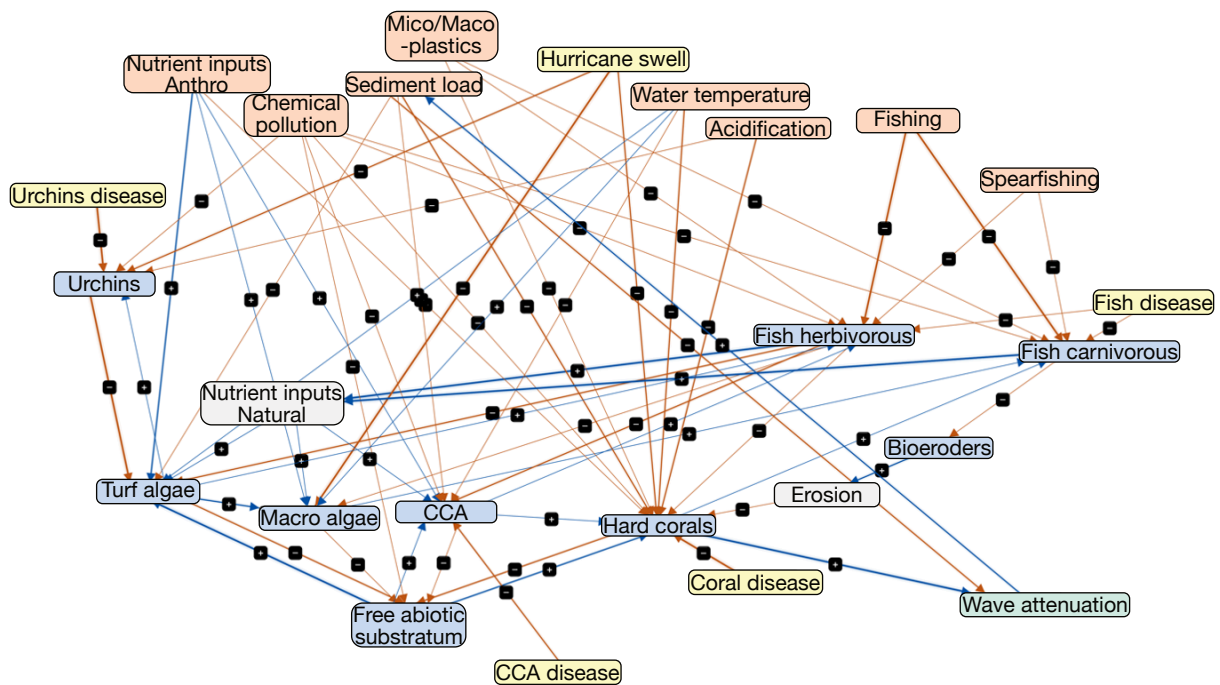 Mico/Maco
-plastics
Hurricane swell
Nutrient inputs
Anthro
Sediment load
Water temperature
Chemical
pollution
Acidification
Fishing
Spearfishing
Urchins disease
Urchins
Fish disease
Fish herbivorous
Fish carnivorous
Nutrient inputs
Natural
Bioeroders
Turf algae
Erosion
Macro algae
CCA
Hard corals
Coral disease
Wave attenuation
Free abiotic
substratum
CCA disease